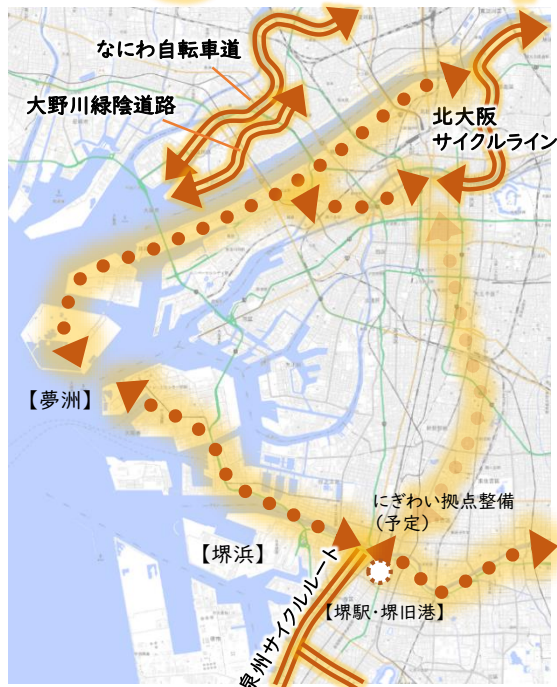 なにわ自転車道
大野川緑陰道路
北大阪
サイクルライン
【夢洲】
にぎわい拠点整備
（予定）
【堺浜】
【堺駅・堺旧港】
泉州サイクルルート